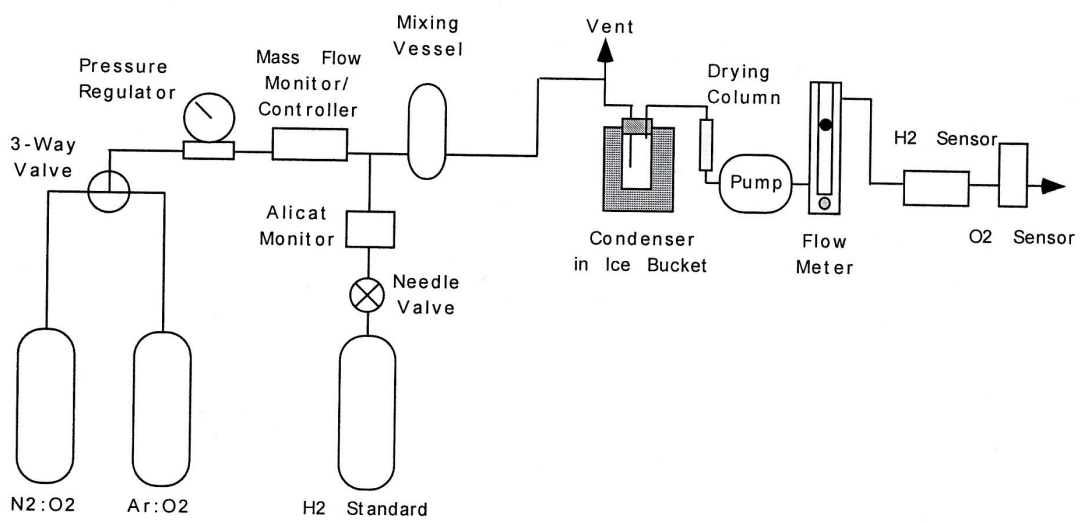 Mixing
Vessel
Vent
Mass Flow
Monitor/
Controller
Pressure
Regulator
Drying
Column
3-Way
Valve
H2 Sensor
Pump
Alicat
Monitor
Condenser
in Ice Bucket
Flow
Meter
O2 Sensor
Needle
Valve
N2:O2
Ar:O2
H2 Standard